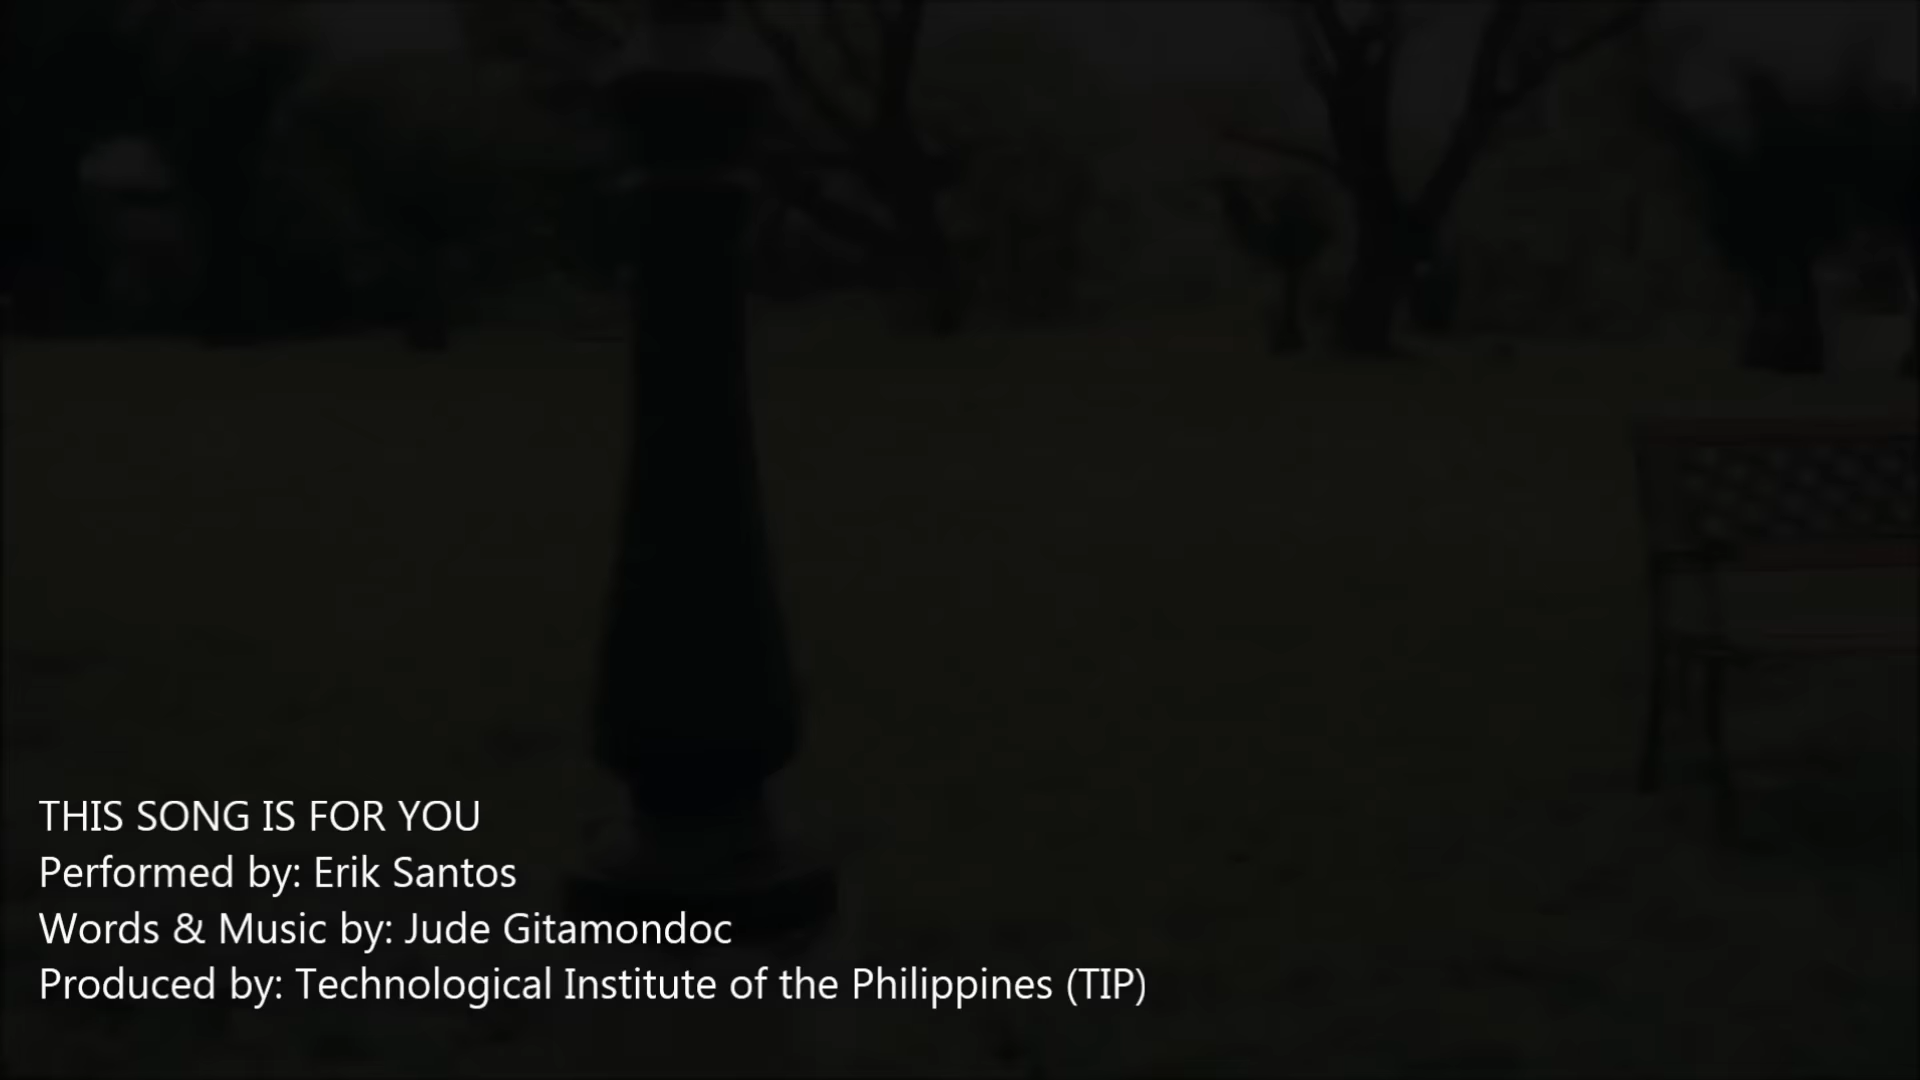 THIS SONG IS FOR YOU
Performed by: Erik Santos
Words & Music by: Jude Gitamondoc
Produced by: Technological Institute of the Philippines (TIP)